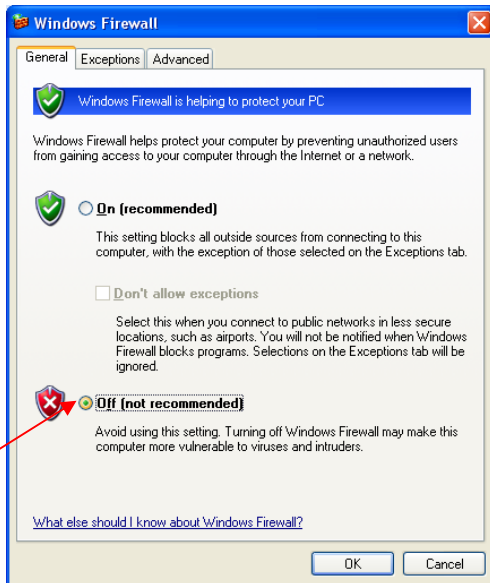 Windows Firewall
General Exceptions Advanced
Windows Firewall is helping to protect your PC
Windows Firewall helps protect your computer by preventing unauthorized users
from gaining access to your computer through the Internet or a network.
On (recommended)
This setting blocks all outside sources from connecting to this
computer, with the exception of those selected on the Exceptions tab.
Don't allow exceptions
Select this when you connect to public networks in less secure
locations, such as airports. You will not be notified when Windows
Firewall blocks programs. Selections on the Exceptions tab will be
ignored.
Off (not recommended)
Avoid using this setting. Turning off Windows Firewall may make this
computer more vulnerable to viruses and intruders.
What else should I know about Windows Firewall?
OK Cancel